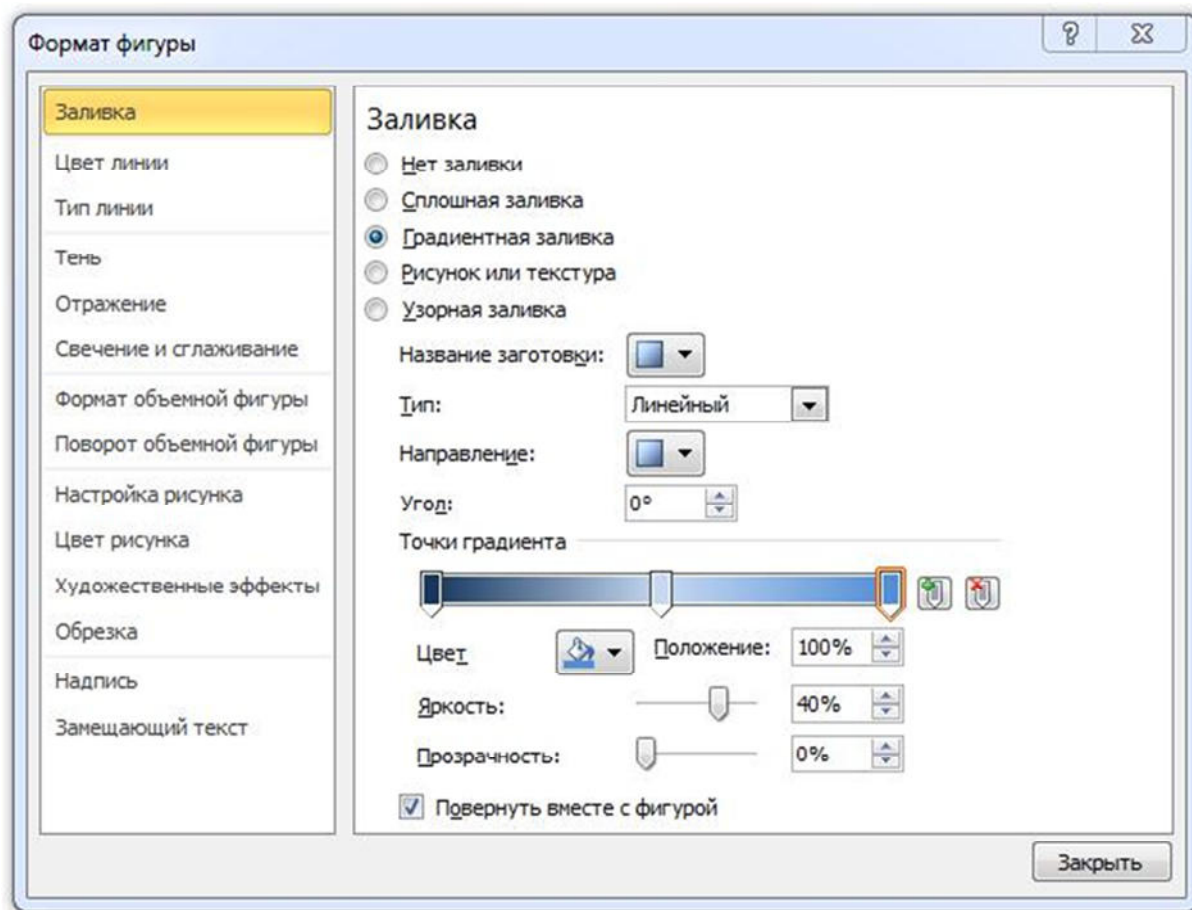 Формат фигуры
Заливка
Цвет линии
Тип линии
Тень
Отражение
Свечение и сглаживание
Формат объемной фигуры
Поворот объемной фигуры
Настройка рисунка
Цвет рисунка
Художественные эффекты
Обрезка
Надпись
Замещающий текст
Заливка
Нет заливки
Сплошная заливка
Градиентная заливка
Рисунок или текстура
Узорная заливка
Название заготовки:
Тип: Линейный
Направление:
Угол: 0°
Точки градиента
Цвет Положение: 100%
Яркость: 40%
Прозрачность: 0%
Повернуть вместе с фигурой
Закрыть